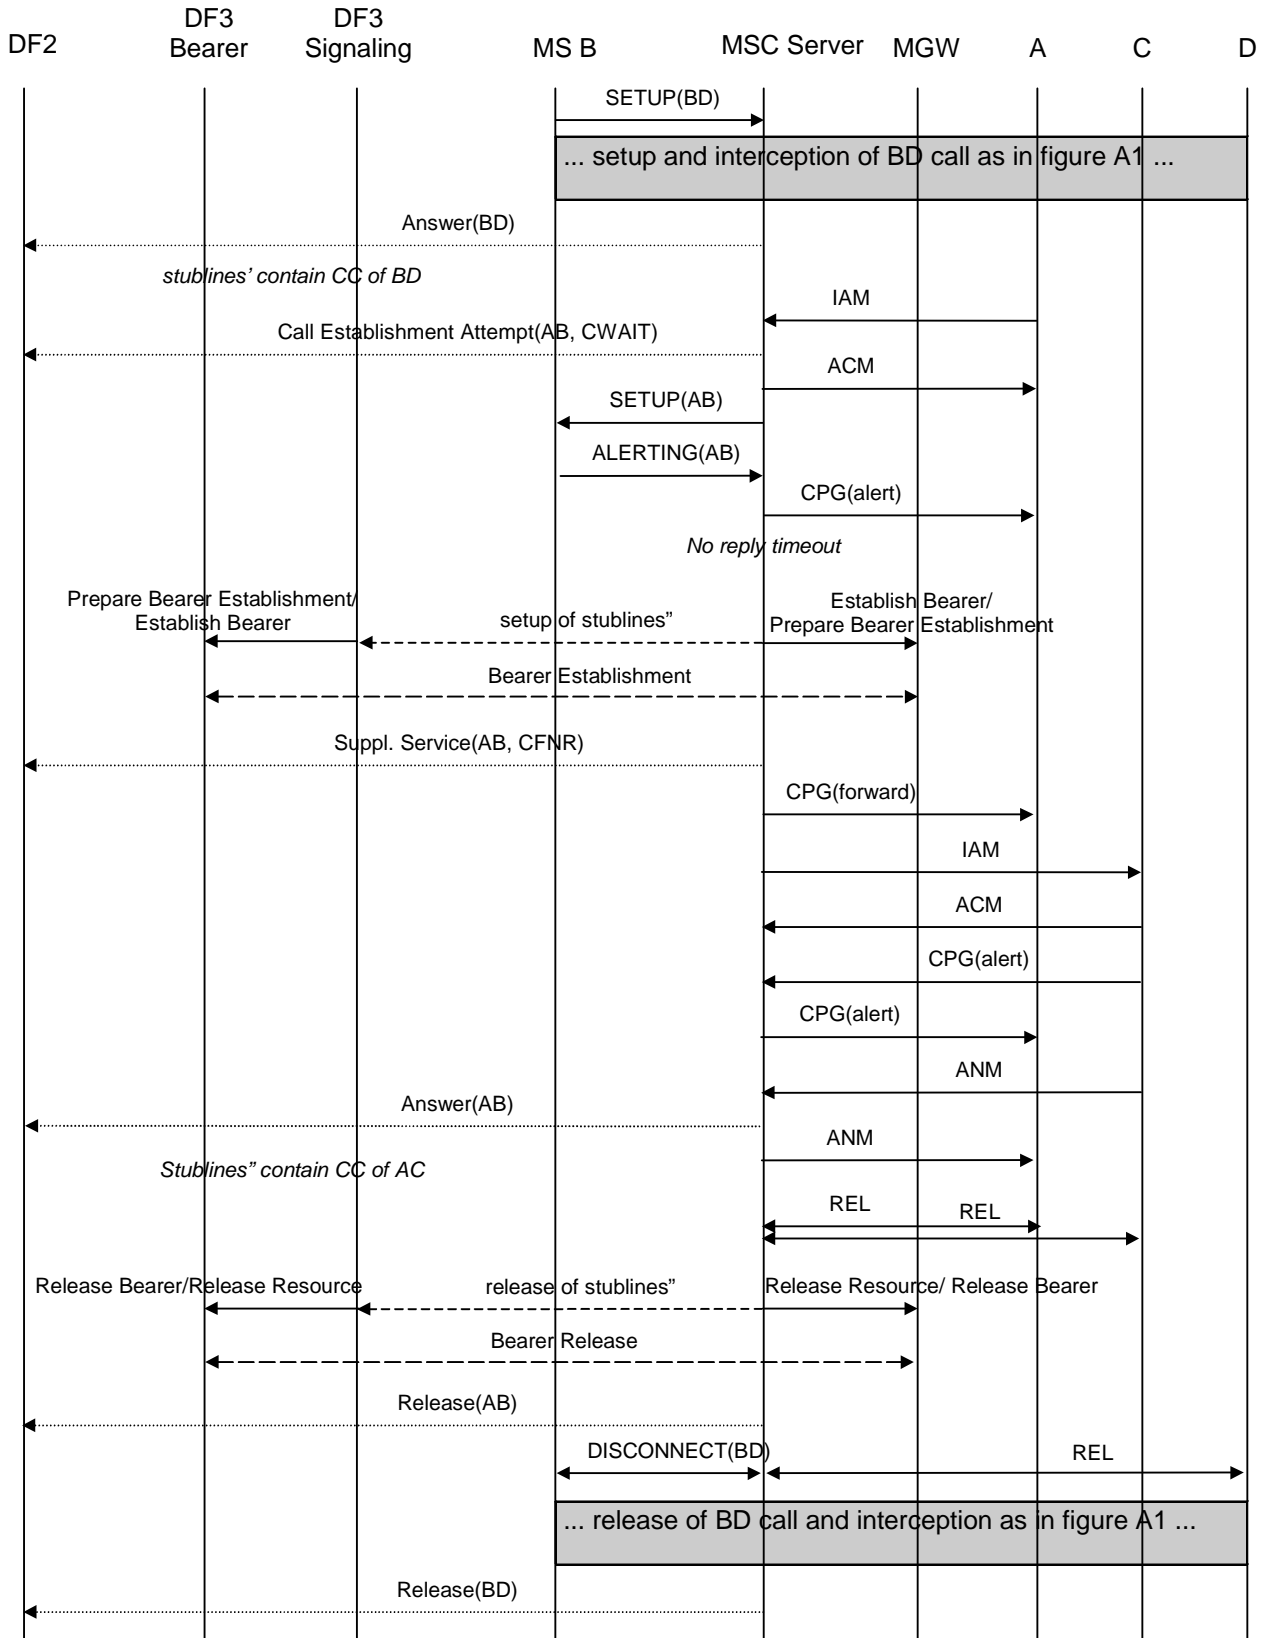 DF2
DF3
Bearer
DF3
Signaling
MS B
MSC Server
MGW
A
C
D
SETUP(BD)
... setup and interception of BD call as in figure A1 ...
Answer(BD)
stublines’ contain CC of BD
IAM
Call Establishment Attempt(AB, CWAIT)
ACM
SETUP(AB)
ALERTING(AB)
CPG(alert)
No reply timeout
Prepare Bearer Establishment/
Establish Bearer
setup of stublines”
Establish Bearer/
Prepare Bearer Establishment
Bearer Establishment
Suppl. Service(AB, CFNR)
CPG(forward)
IAM
ACM
CPG(alert)
CPG(alert)
ANM
Answer(AB)
ANM
Stublines” contain CC of AC
REL
REL
Release Bearer/Release Resource
release of stublines”
Release Resource/ Release Bearer
Bearer Release
Release(AB)
DISCONNECT(BD)
REL
... release of BD call and interception as in figure A1 ...
Release(BD)